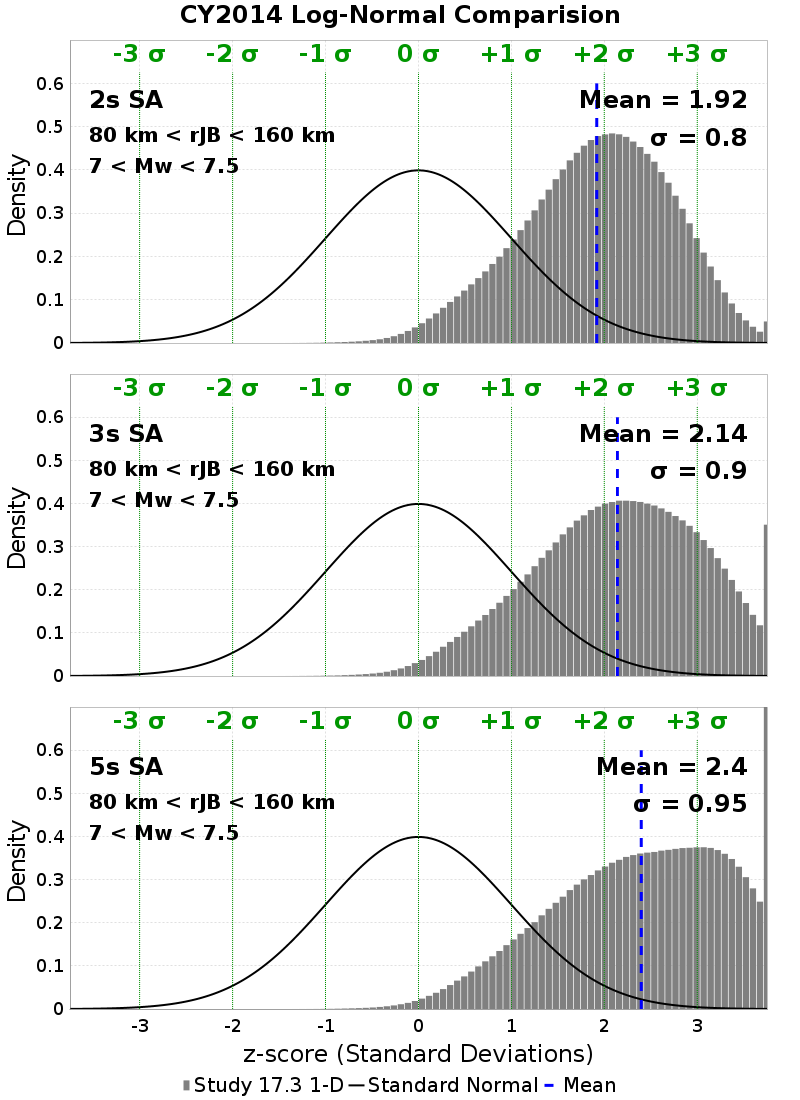 CY2014 Log-Normal Comparision
-3 σ -2 σ -1 σ 0 σ +1 σ +2 σ +3 σ
2s SA
Mean = 1.92
80 km < rJB < 160 km
σ = 0.8
7 < Mw < 7.5
Density
0.6
0.5
0.4
0.3
0.2
0.1
0
-3 σ -2 σ -1 σ 0 σ +1 σ +2 σ +3 σ
3s SA
Mean = 2.14
80 km < rJB < 160 km
σ = 0.9
7 < Mw < 7.5
Density
0.6
0.5
0.4
0.3
0.2
0.1
0
-3 σ -2 σ -1 σ 0 σ +1 σ +2 σ +3 σ
5s SA
Mean = 2.4
80 km < rJB < 160 km
σ = 0.95
7 < Mw < 7.5
Density
0.6
0.5
0.4
0.3
0.2
0.1
0
-3 -2 -1 0 1 2 3
z-score (Standard Deviations)
Study 17.3 1-D Standard Normal Mean